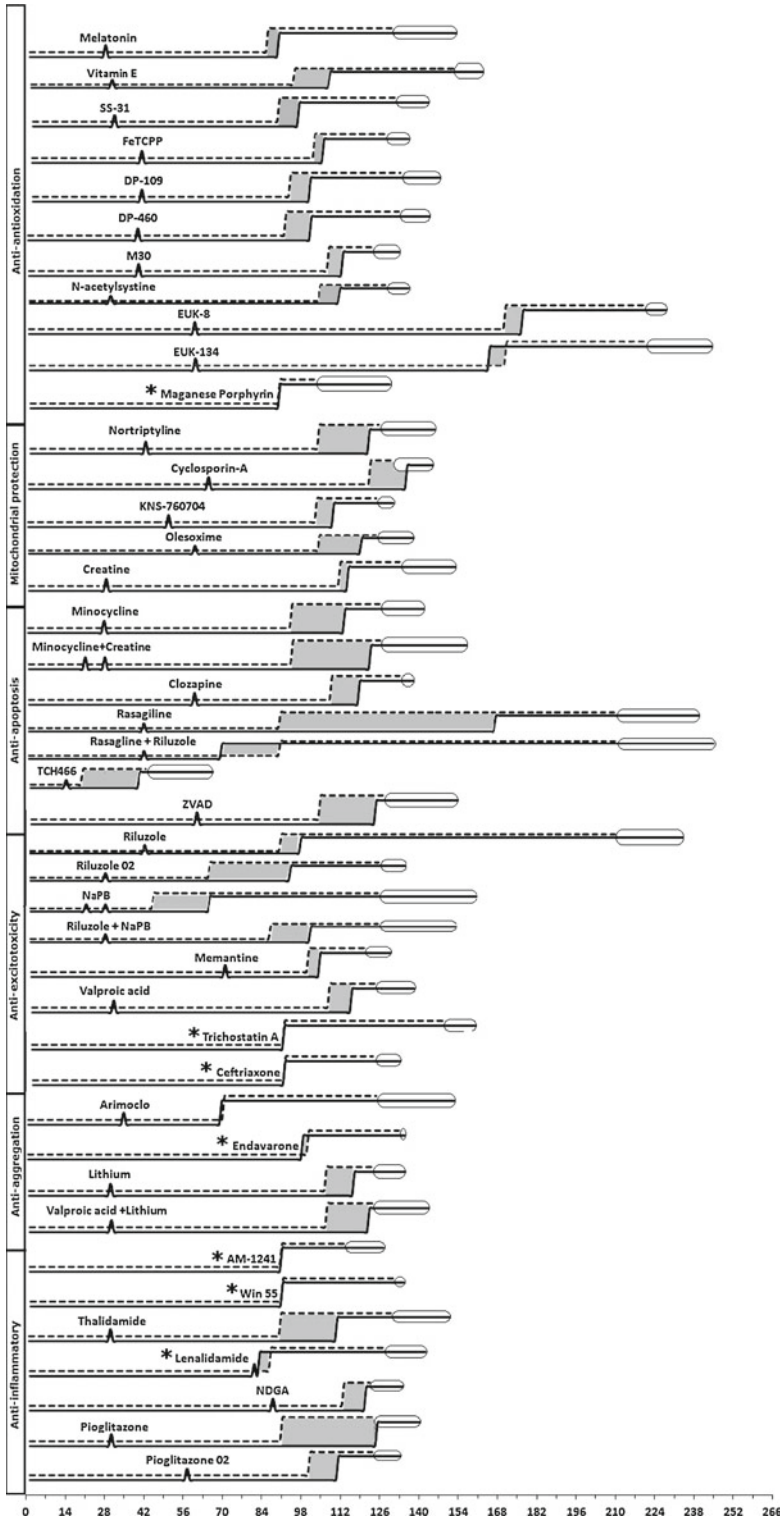 Anti-antioxidation
Melatonin
Vitamin E
SS-31
FeTCPP
DP-109
DP-460
M30
N-acetylsystine
EUK-8
EUK-134
* Maganese Porphyrin
Mitochondrial protection
Nortriptyline
Cyclosporin-A
KNS-760704
Olesoxime
Creatine
Anti-apoptosis
Minocycline
Minocycline+Creatine
Clozapine
Rasagiline
Rasagline + Riluzole
TCH466
ZVAD
Anti-excitotoxicity
Riluzole
Riluzole 02
NaPB
Riluzole + NaPB
Memantine
Valproic acid
* Trichostatin A
* Ceftriaxone
Anti-aggregation
Arimoclo
* Endavarone
Lithium
Valproic acid +Lithium
Anti-inflammatory
* AM-1241
* Win 55
Thalidamide
* Lenalidamide
NDGA
Pioglitazone
Pioglitazone 02
0 14 28 42 56 70 84 98 112 126 140 154 168 182 196 210 224 238 252 266